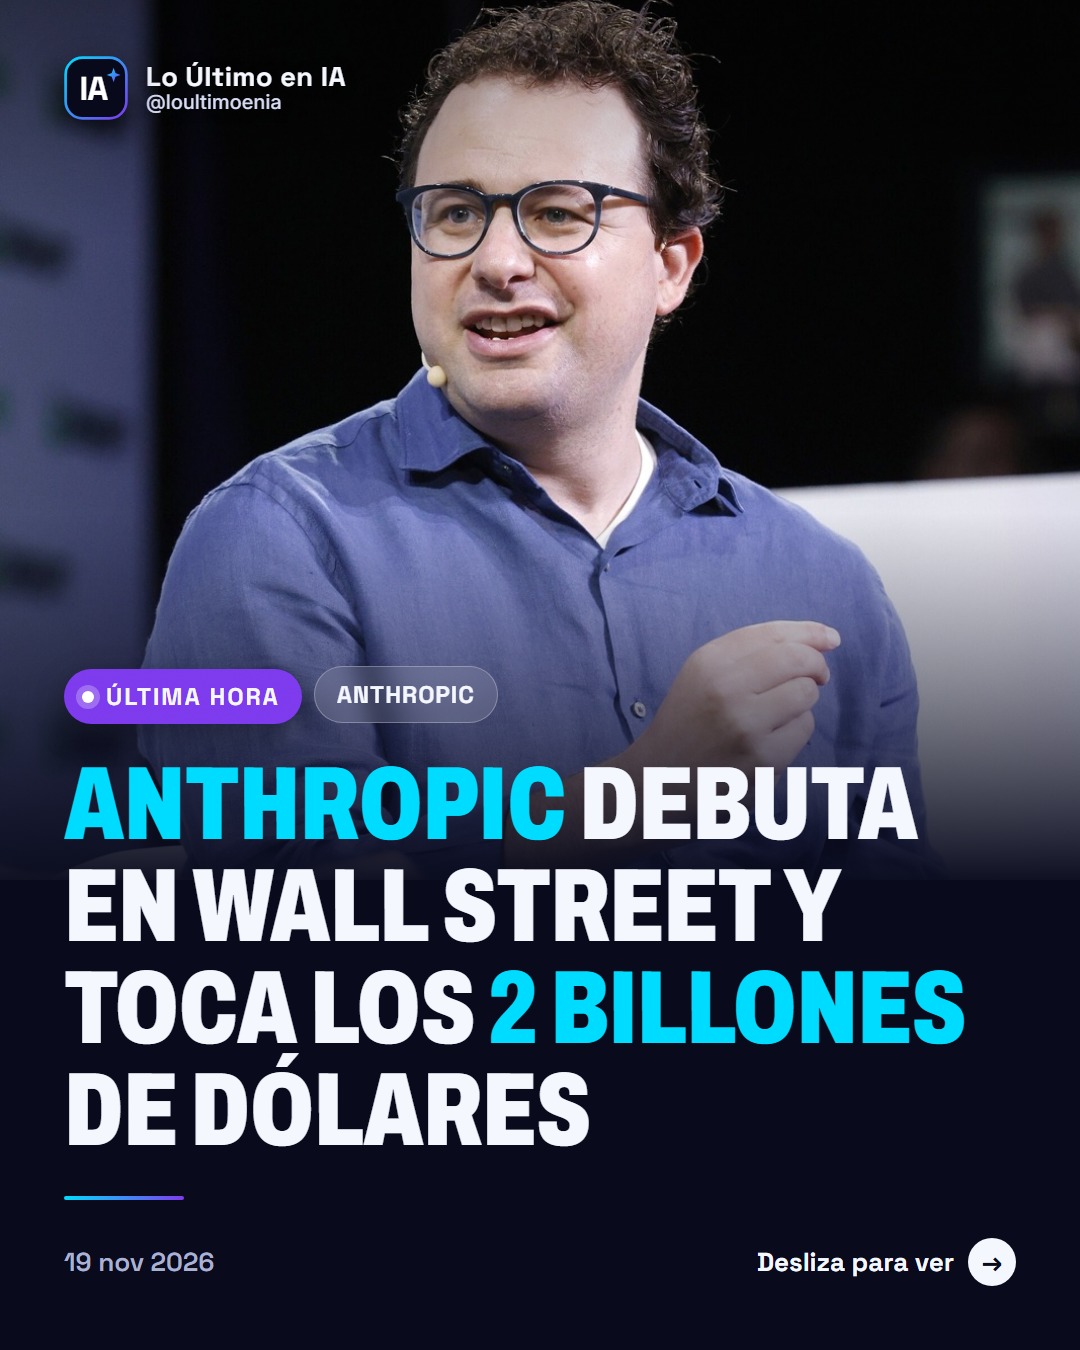 IA
Lo Último en IA
@loultimoenia
ÚLTIMA HORA
ANTHROPIC
ANTHROPIC DEBUTA
EN WALL STREET Y
TOCA LOS 2 BILLONES
DE DÓLARES
19 nov 2026
Desliza para ver